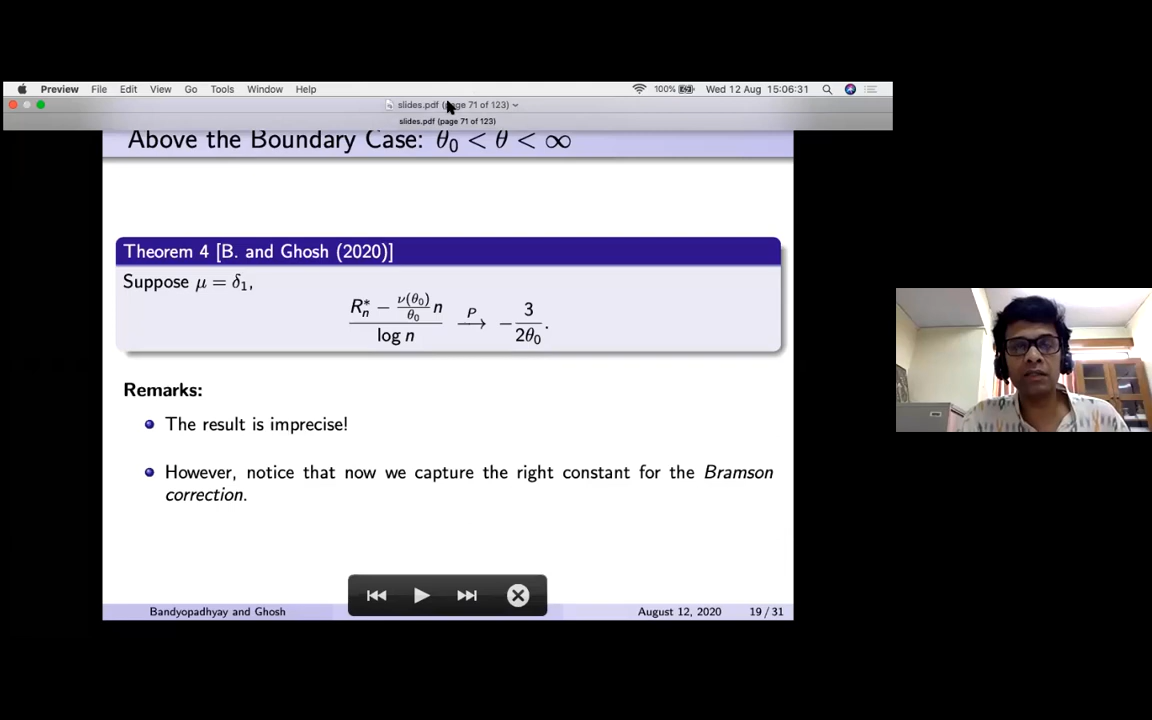 Preview File Edit View Go Tools Window Help 100% Wed 12 Aug 15:06:31
slides.pdf (page 71 of 123)
slides.pdf (page 71 of 123)
Above the Boundary Case: θ₀ < θ < ∞
Theorem 4 [B. and Ghosh (2020)]
Suppose μ = δ₁,
(R*ₙ − (ν(θ₀)/θ₀) n) / log n →ᴾ − 3/(2θ₀).
Remarks:
The result is imprecise!
However, notice that now we capture the right constant for the Bramson
correction.
Bandyopadhyay and Ghosh August 12, 2020 19 / 31